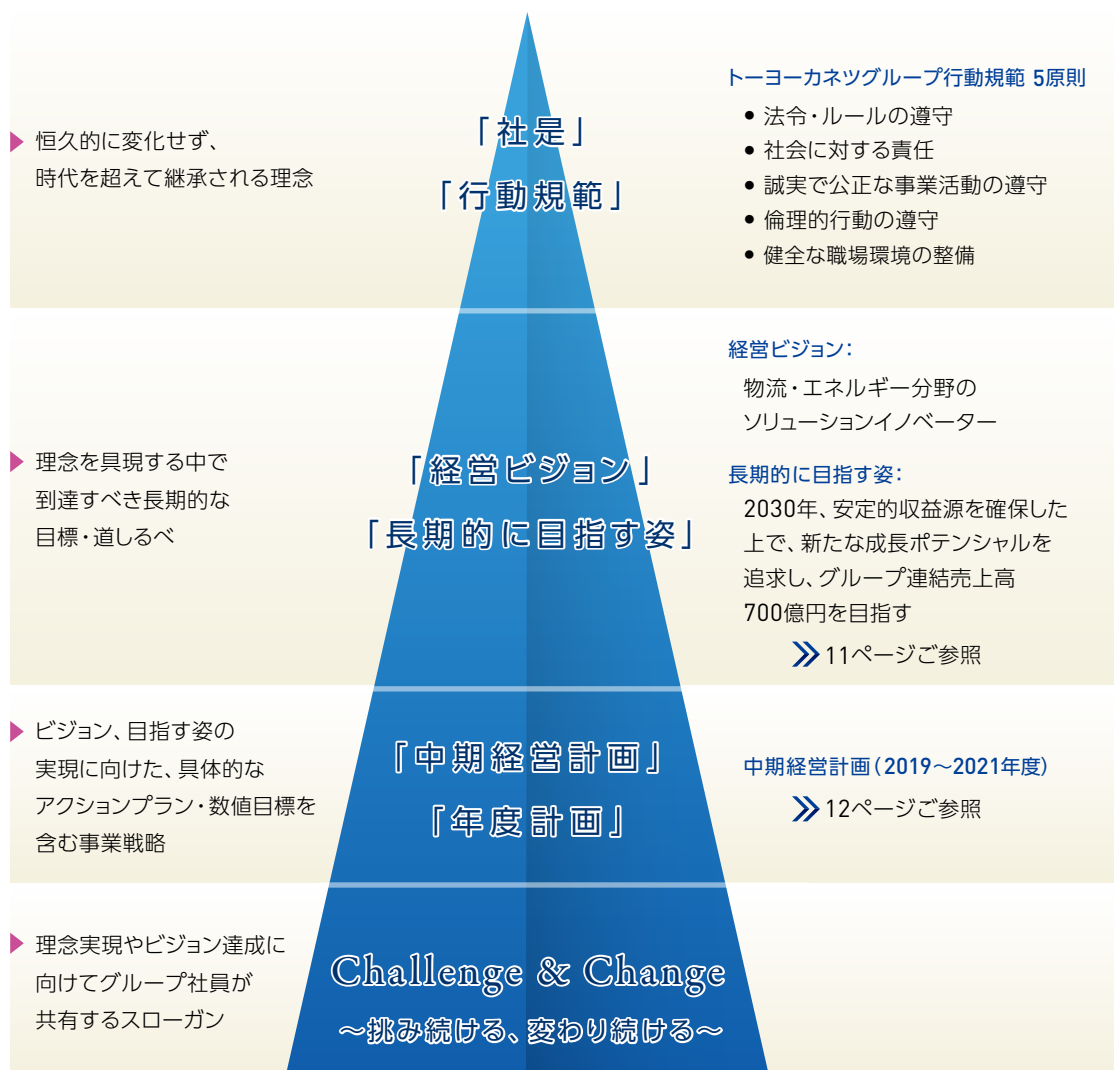 恒久的に変化せず、
時代を超えて継承される理念
「社是」
「行動規範」
トーヨーカネツグループ行動規範 5原則
• 法令・ルールの遵守
• 社会に対する責任
• 誠実で公正な事業活動の遵守
• 倫理的行動の遵守
• 健全な職場環境の整備
理念を具現する中で
到達すべき長期的な
目標・道しるべ
「経営ビジョン」
「長期的に目指す姿」
経営ビジョン：
物流・エネルギー分野の
ソリューションイノベーター
長期的に目指す姿：
2030年、安定的収益源を確保した
上で、新たな成長ポテンシャルを
追求し、グループ連結売上高
700億円を目指す
11ページご参照
ビジョン、目指す姿の
実現に向けた、具体的な
アクションプラン・数値目標を
含む事業戦略
「中期経営計画」
「年度計画」
中期経営計画（2019～2021年度）
12ページご参照
理念実現やビジョン達成に
向けてグループ社員が
共有するスローガン
Challenge & Change
～挑み続ける、変わり続ける～